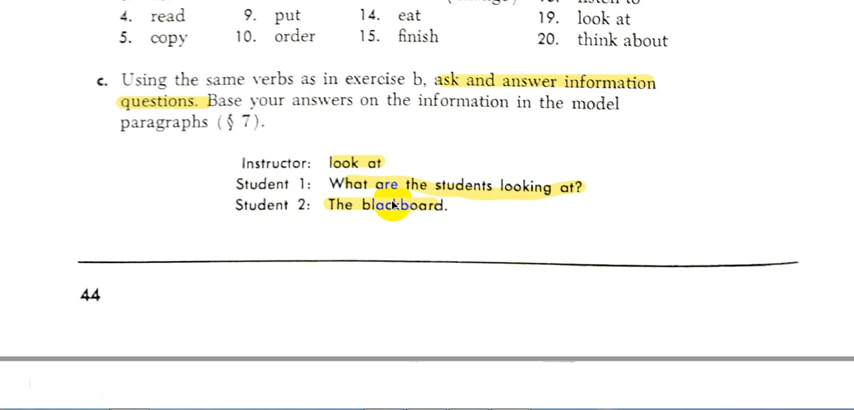 4. read 9. put 14. eat 19. look at
5. copy 10. order 15. finish 20. think about
c. Using the same verbs as in exercise b, ask and answer information
questions. Base your answers on the information in the model
paragraphs (§ 7).
Instructor: look at
Student 1: What are the students looking at?
Student 2: The blackboard.
44